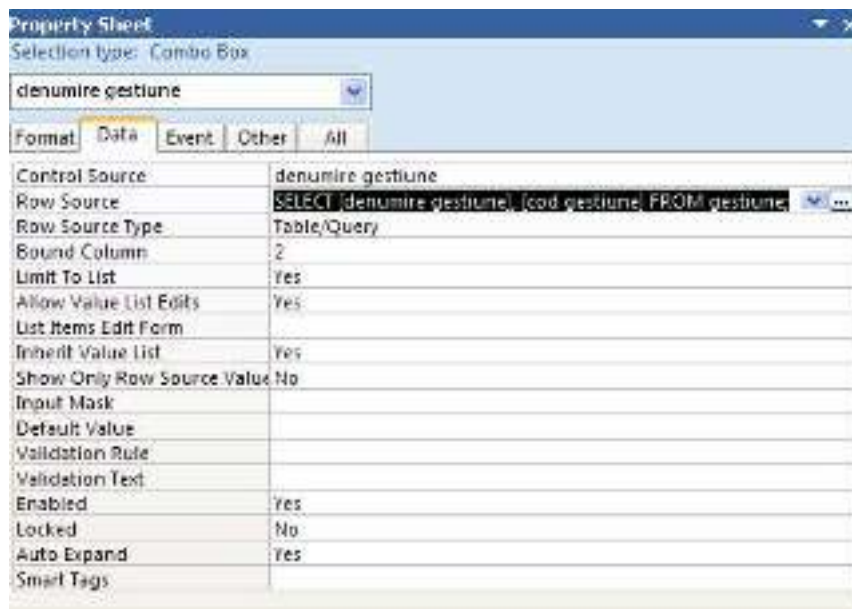 Property Sheet
Selection type: Combo Box
denumire gestiune
Format Data Event Other All
Control Source denumire gestiune
Row Source SELECT [denumire gestiune], [cod gestiune] FROM gestiune; ...
Row Source Type Table/Query
Bound Column 2
Limit To List Yes
Allow Value List Edits Yes
List Items Edit Form
Inherit Value List Yes
Show Only Row Source Value No
Input Mask
Default Value
Validation Rule
Validation Text
Enabled Yes
Locked No
Auto Expand Yes
Smart Tags